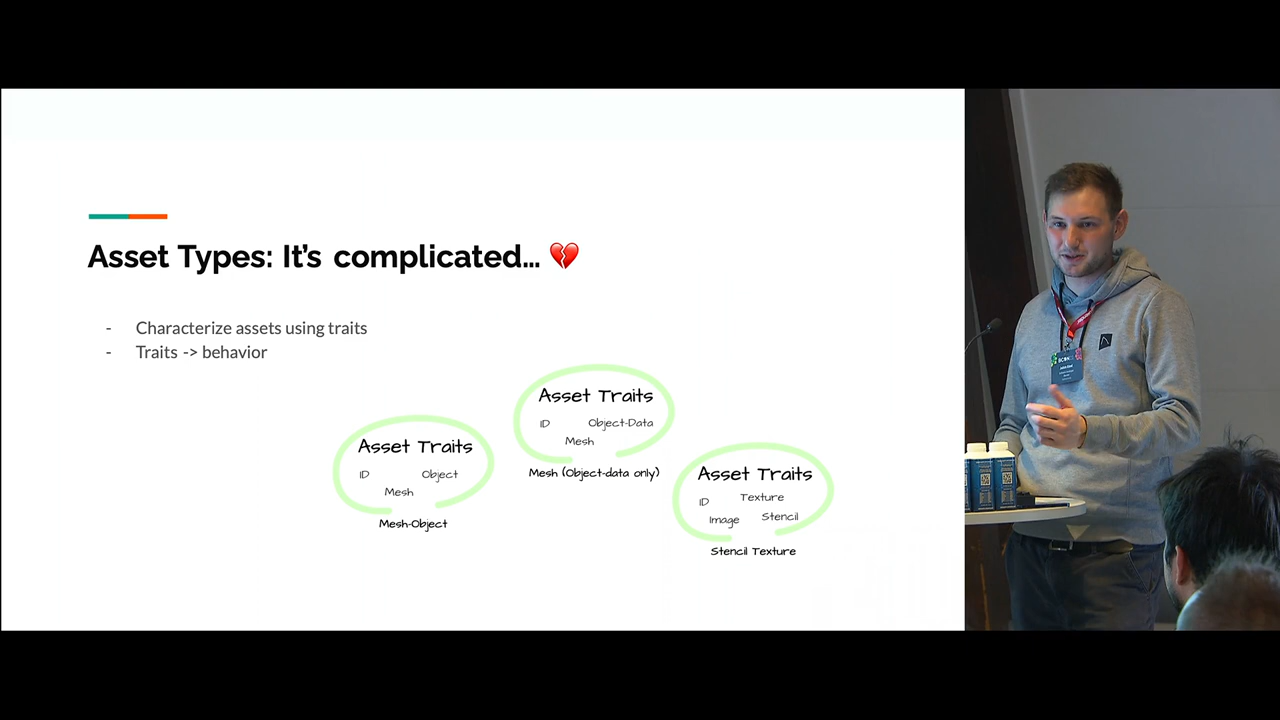 Asset Types: It's complicated... 💔
- Characterize assets using traits
- Traits -> behavior
Asset Traits
ID Object-Data
Mesh
Mesh (Object-data only)
Asset Traits
ID Object
Mesh
Mesh-Object
Asset Traits
ID Texture
Image Stencil
Stencil Texture